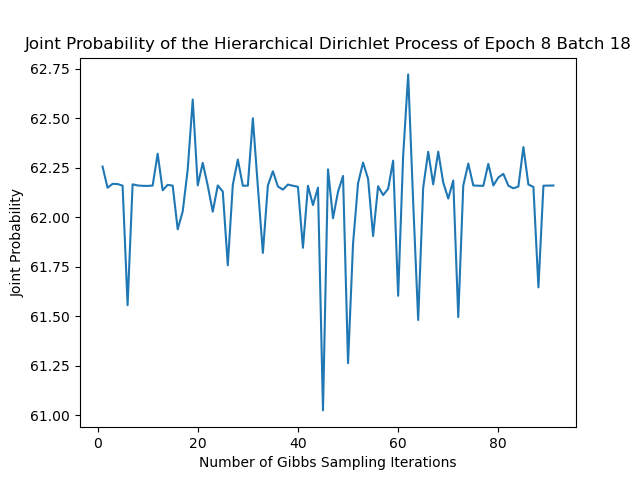 Joint Probability of the Hierarchical Dirichlet Process of Epoch 8 Batch 18
62.75
62.50
62.25
62.00
61.75
61.50
61.25
61.00
Joint Probability
0 20 40 60 80
Number of Gibbs Sampling Iterations